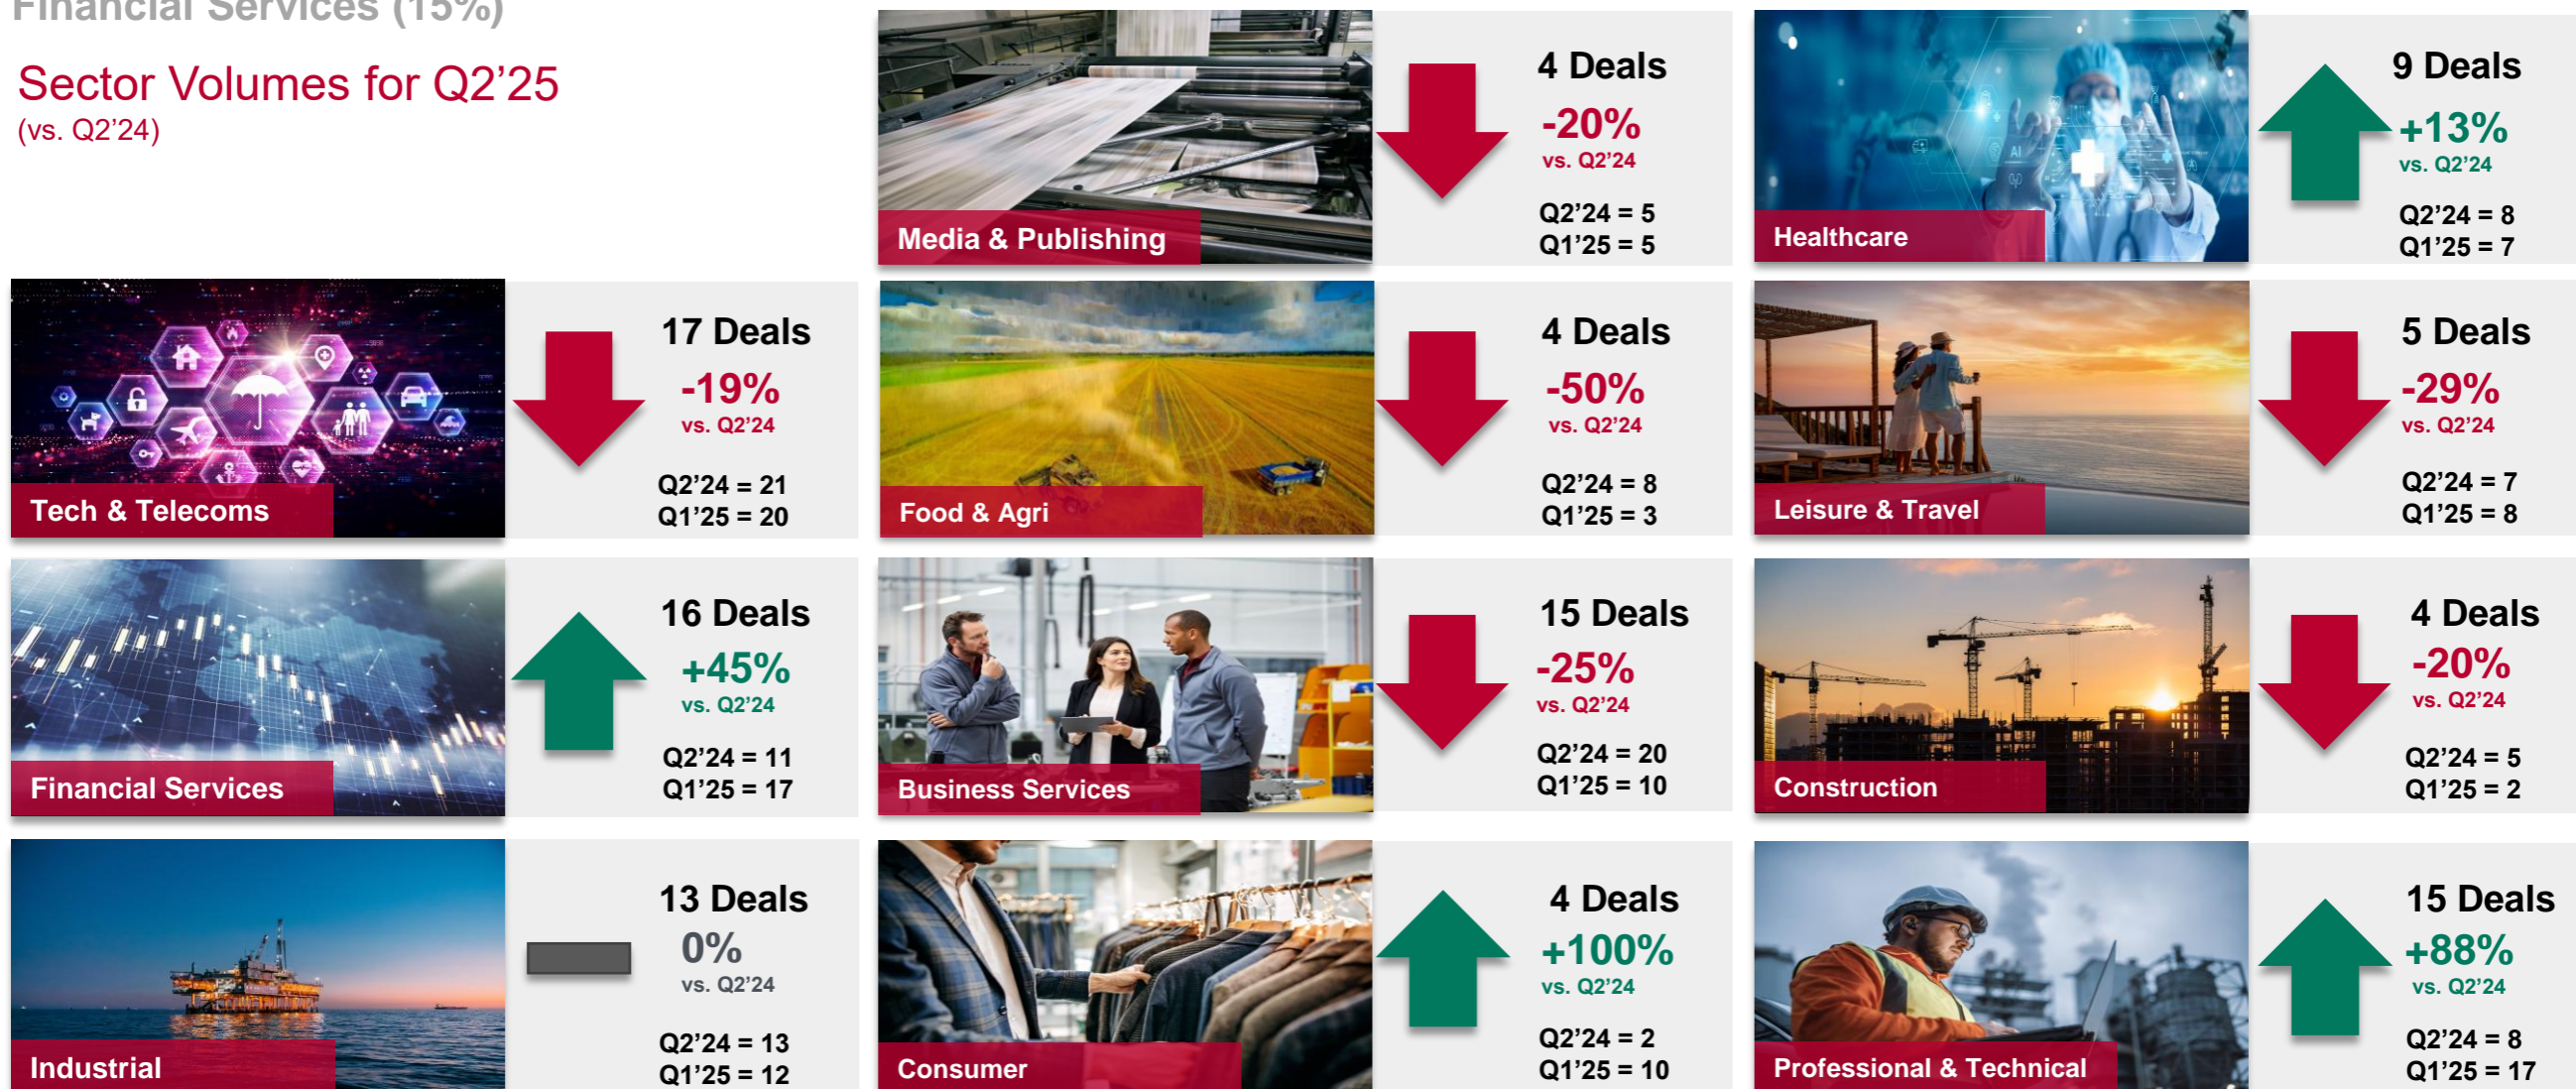 Financial Services (15%)
Sector Volumes for Q2’25
(vs. Q2’24)
4 Deals
-20%
vs. Q2’24
Q2’24 = 5
Q1’25 = 5
Media & Publishing
9 Deals
+13%
vs. Q2’24
Q2’24 = 8
Q1’25 = 7
AI
Healthcare
17 Deals
-19%
vs. Q2’24
Q2’24 = 21
Q1’25 = 20
Tech & Telecoms
4 Deals
-50%
vs. Q2’24
Q2’24 = 8
Q1’25 = 3
Food & Agri
5 Deals
-29%
vs. Q2’24
Q2’24 = 7
Q1’25 = 8
Leisure & Travel
16 Deals
+45%
vs. Q2’24
Q2’24 = 11
Q1’25 = 17
Financial Services
15 Deals
-25%
vs. Q2’24
Q2’24 = 20
Q1’25 = 10
Business Services
4 Deals
-20%
vs. Q2’24
Q2’24 = 5
Q1’25 = 2
Construction
13 Deals
0%
vs. Q2’24
Q2’24 = 13
Q1’25 = 12
Industrial
4 Deals
+100%
vs. Q2’24
Q2’24 = 2
Q1’25 = 10
Consumer
15 Deals
+88%
vs. Q2’24
Q2’24 = 8
Q1’25 = 17
Professional & Technical